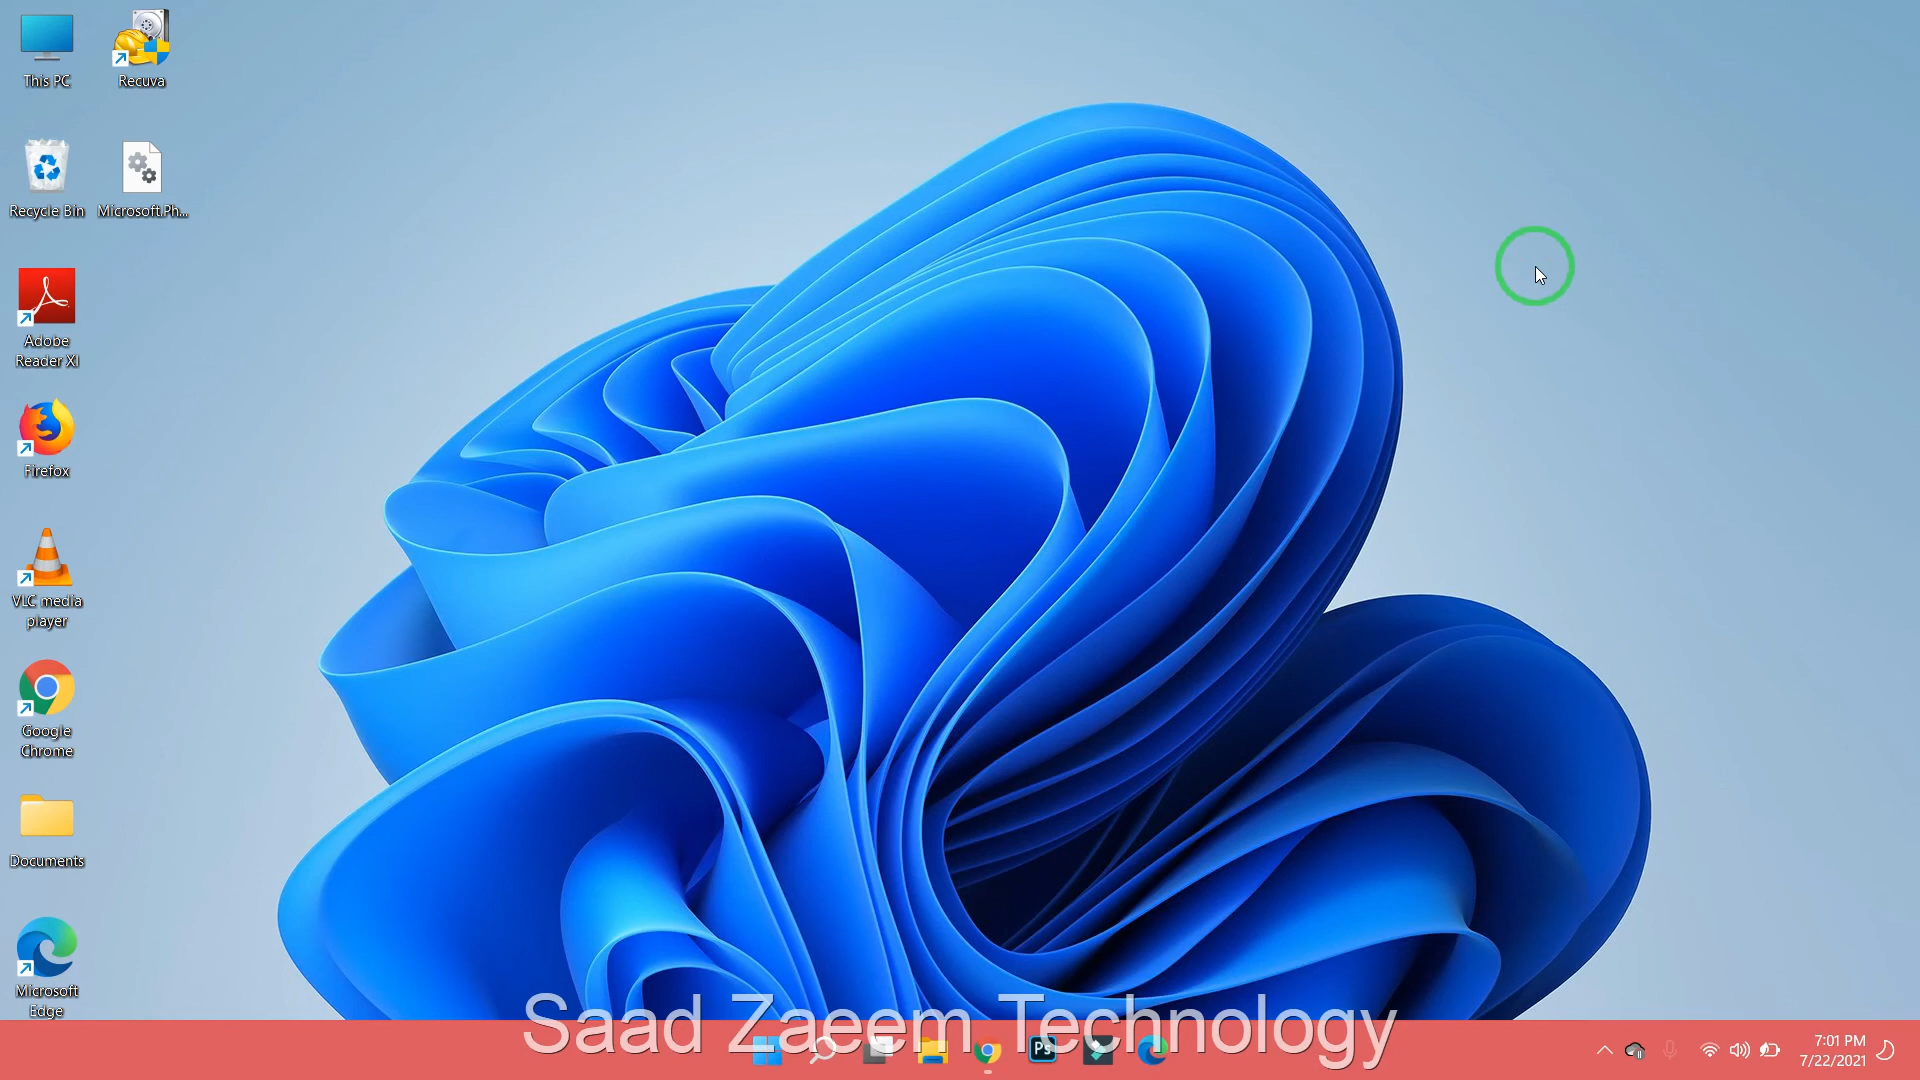 This PC
Recuva
Recycle Bin
Microsoft.Ph...
Adobe
Reader XI
Firefox
VLC media
player
Google
Chrome
Documents
Microsoft
Edge
Saad Zaeem Technology
Ps
7:01 PM
7/22/2021